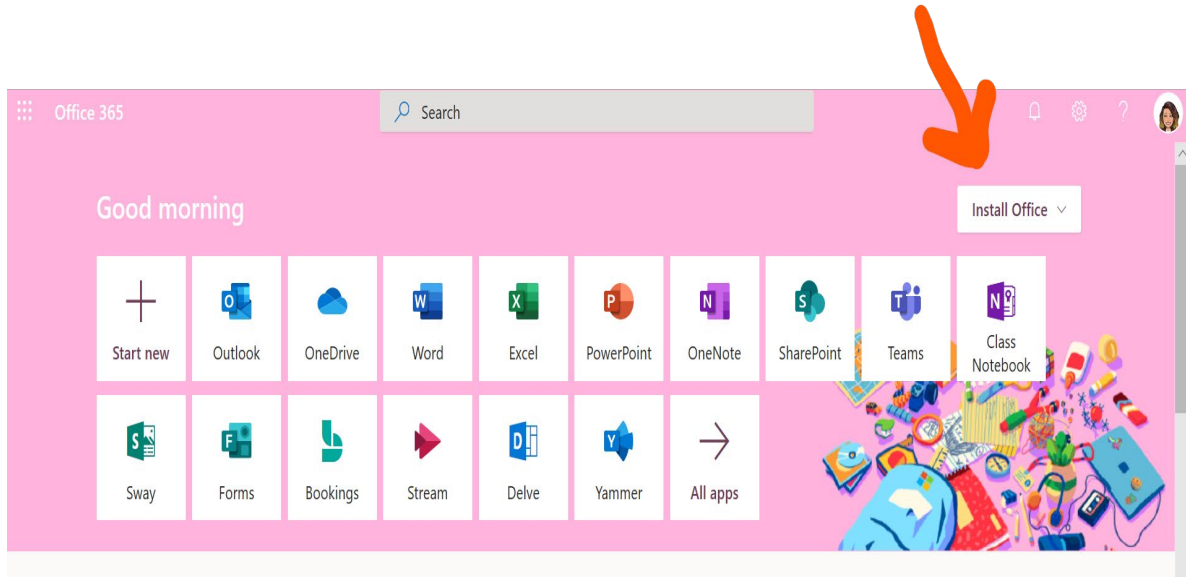 Office 365
Search
?
Good morning
Install Office
Start new
Outlook
OneDrive
Word
Excel
PowerPoint
OneNote
SharePoint
Teams
Class
Notebook
Sway
Forms
Bookings
Stream
Delve
Yammer
All apps